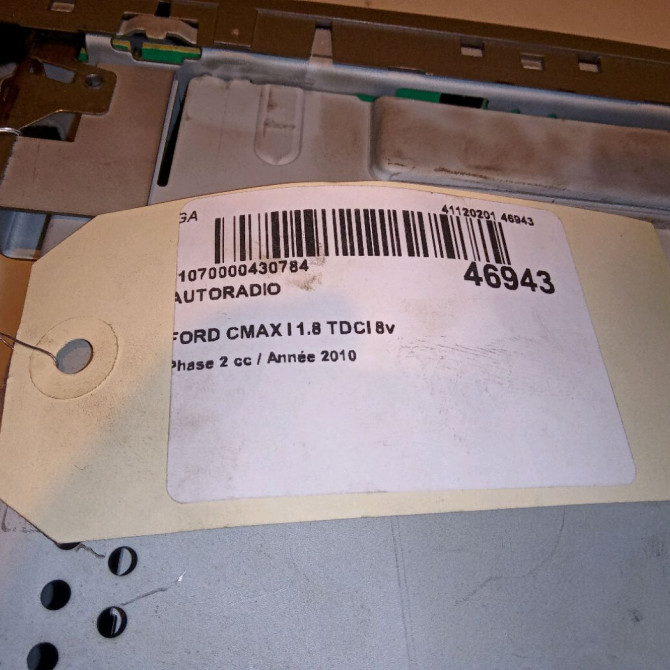 GA
41120201 46943
1070000430784
46943
AUTORADIO
FORD CMAX I 1.8 TDCI 8v
Phase 2 cc / Année 2010